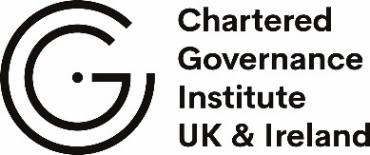 Chartered
Governance
Institute
UK & Ireland